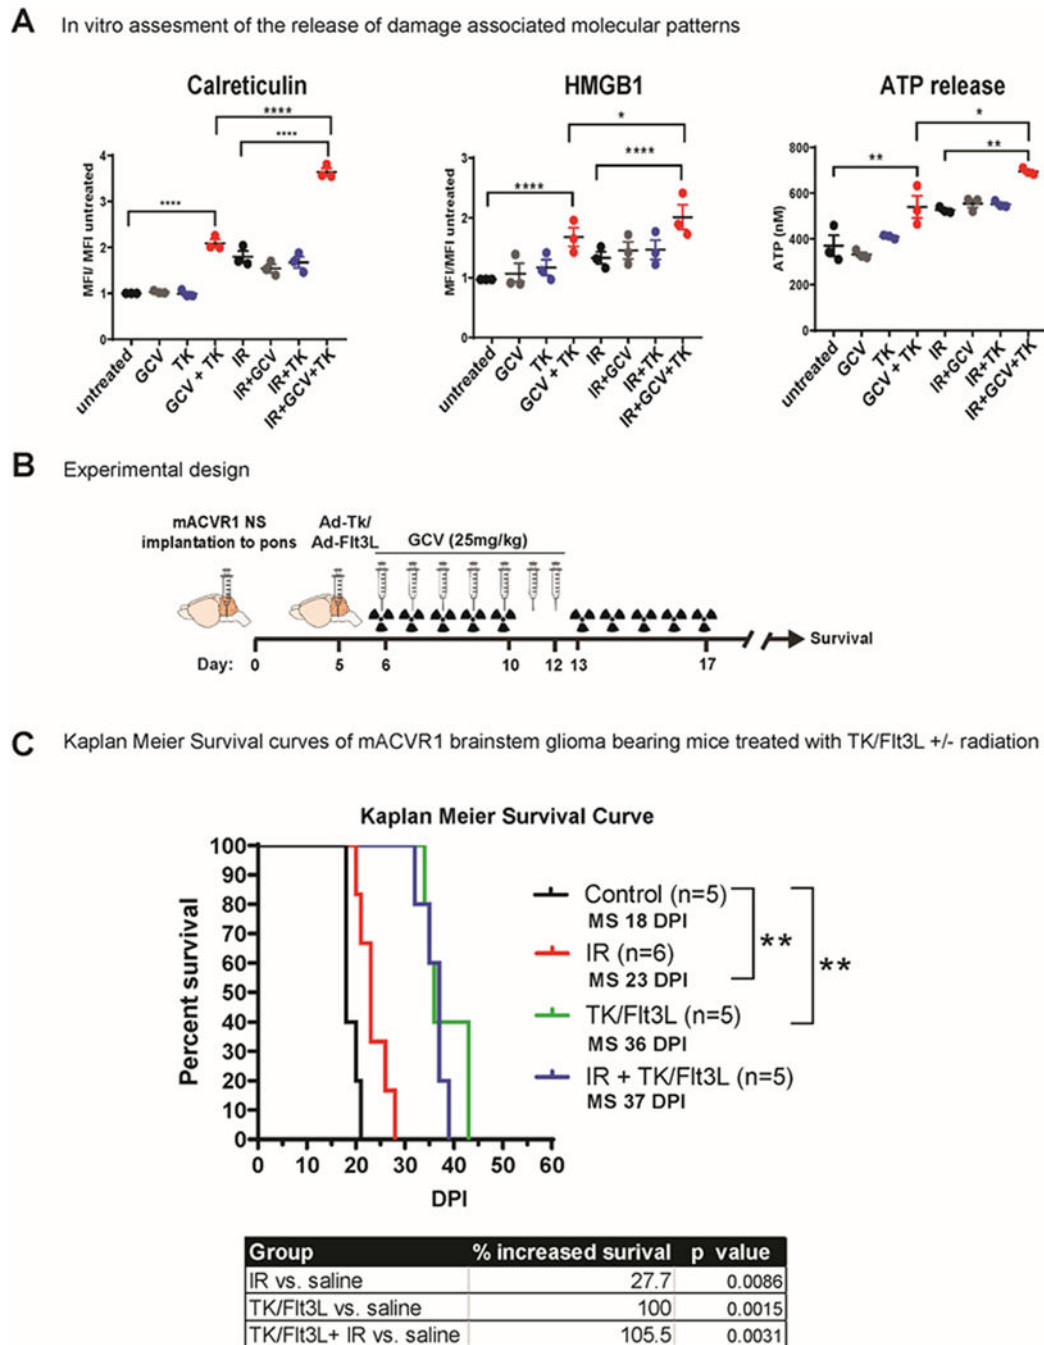 A In vitro assesment of the release of damage associated molecular patterns
Calreticulin
****
****
****
MFI/ MFI untreated
4
3
2
1
0
untreated
GCV
TK
GCV + TK
IR
IR+GCV
IR+TK
IR+GCV+TK
HMGB1
*
****
****
MFI/MFI untreated
3
2
1
0
untreated
GCV
TK
GCV + TK
IR
IR+GCV
IR+TK
IR+GCV+TK
ATP release
*
**
**
ATP (nM)
800
600
400
200
0
untreated
GCV
TK
GCV + TK
IR
IR+GCV
IR+TK
IR+GCV+TK
B Experimental design
mACVR1 NS
implantation to pons
Ad-Tk/
Ad-Flt3L
GCV (25mg/kg)
Survival
Day: 0 5 6 10 12 13 17
C Kaplan Meier Survival curves of mACVR1 brainstem glioma bearing mice treated with TK/Flt3L +/- radiation
Kaplan Meier Survival Curve
Percent survival
100
90
80
70
60
50
40
30
20
10
0
0 10 20 30 40 50 60
DPI
Control (n=5)
MS 18 DPI
IR (n=6)
MS 23 DPI
TK/Flt3L (n=5)
MS 36 DPI
IR + TK/Flt3L (n=5)
MS 37 DPI
**
**
Group % increased surival p value
IR vs. saline 27.7 0.0086
TK/Flt3L vs. saline 100 0.0015
TK/Flt3L+ IR vs. saline 105.5 0.0031